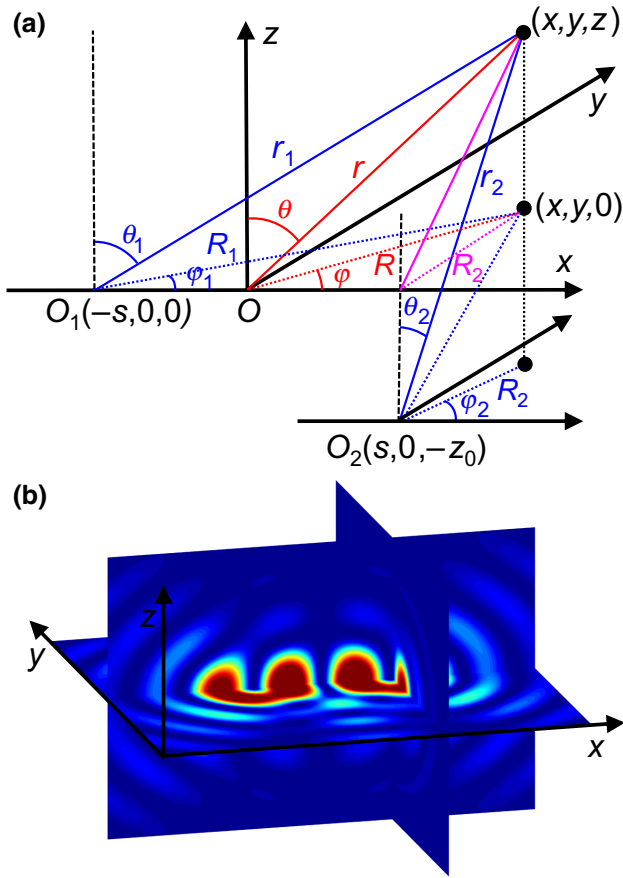 (a)
z
(x,y,z)
y
r₁
r
r₂
θ₁
θ
R₁
(x,y,0)
φ₁
φ
R
R₂
x
O₁(–s,0,0)
O
θ₂
φ₂
R₂
O₂(s,0,–z₀)
(b)
z
y
x